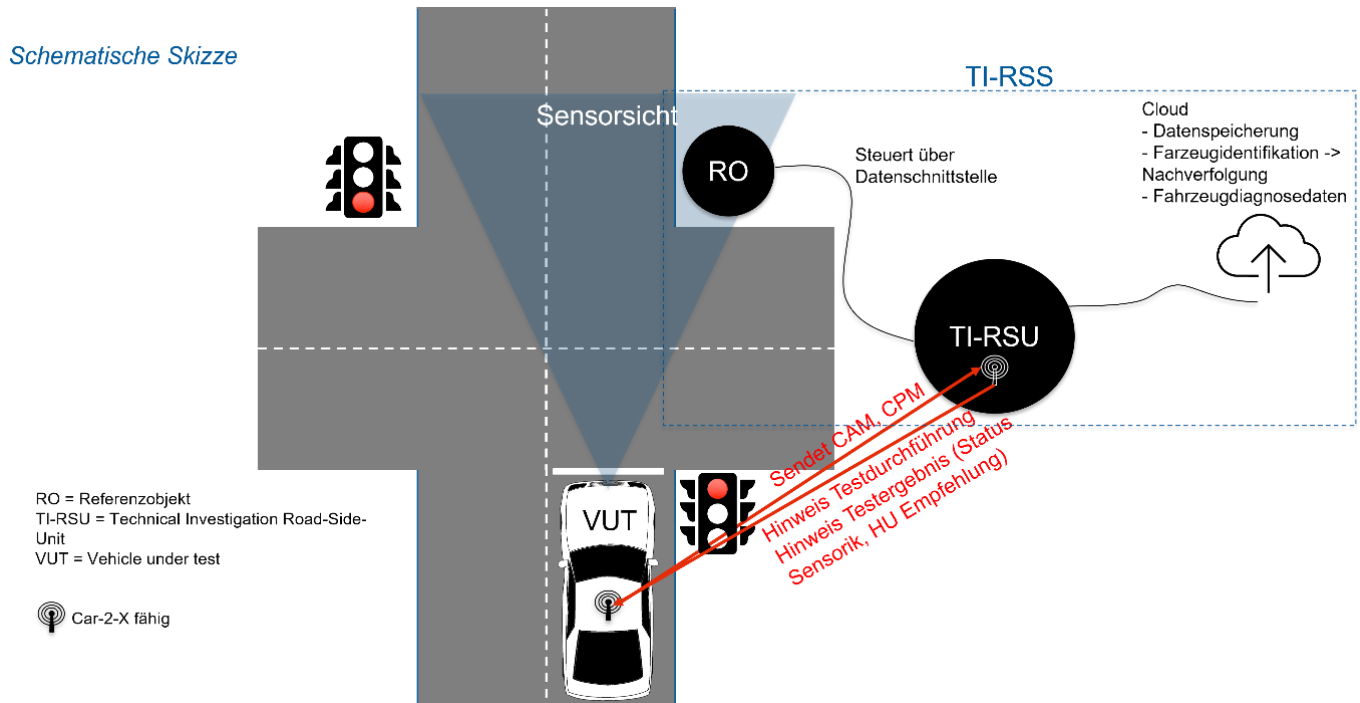 Schematische Skizze
TI-RSS
Sensorsicht
RO
Steuert über
Datenschnittstelle
Cloud
- Datenspeicherung
- Farzeugidentifikation ->
Nachverfolgung
- Fahrzeugdiagnosedaten
TI-RSU
Sendet CAM, CPM
Hinweis Testdurchführung
Hinweis Testergebnis (Status
Sensorik, HU Empfehlung)
VUT
RO = Referenzobjekt
TI-RSU = Technical Investigation Road-Side-
Unit
VUT = Vehicle under test
Car-2-X fähig